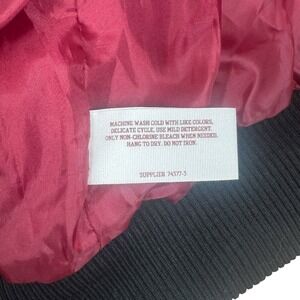 MACHINE WASH COLD WITH LIKE COLORS,
DELICATE CYCLE. USE MILD DETERGENT.
ONLY NON-CHLORINE BLEACH WHEN NEEDED.
HANG TO DRY. DO NOT IRON.
SUPPLIER 74577-3